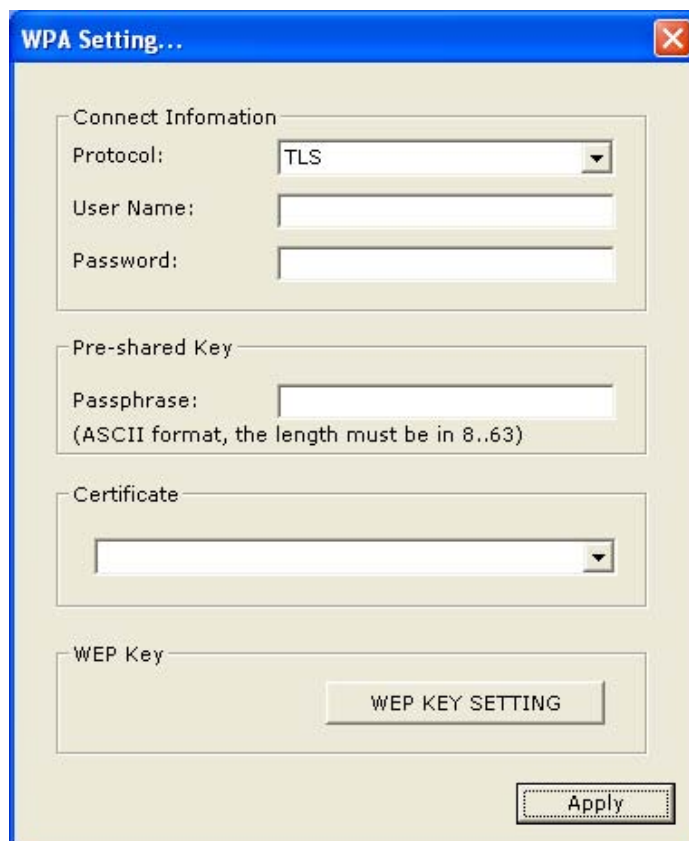 WPA Setting...
Connect Infomation
Protocol:
TLS
User Name:
Password:
Pre-shared Key
Passphrase:
(ASCII format, the length must be in 8..63)
Certificate
WEP Key
WEP KEY SETTING
Apply